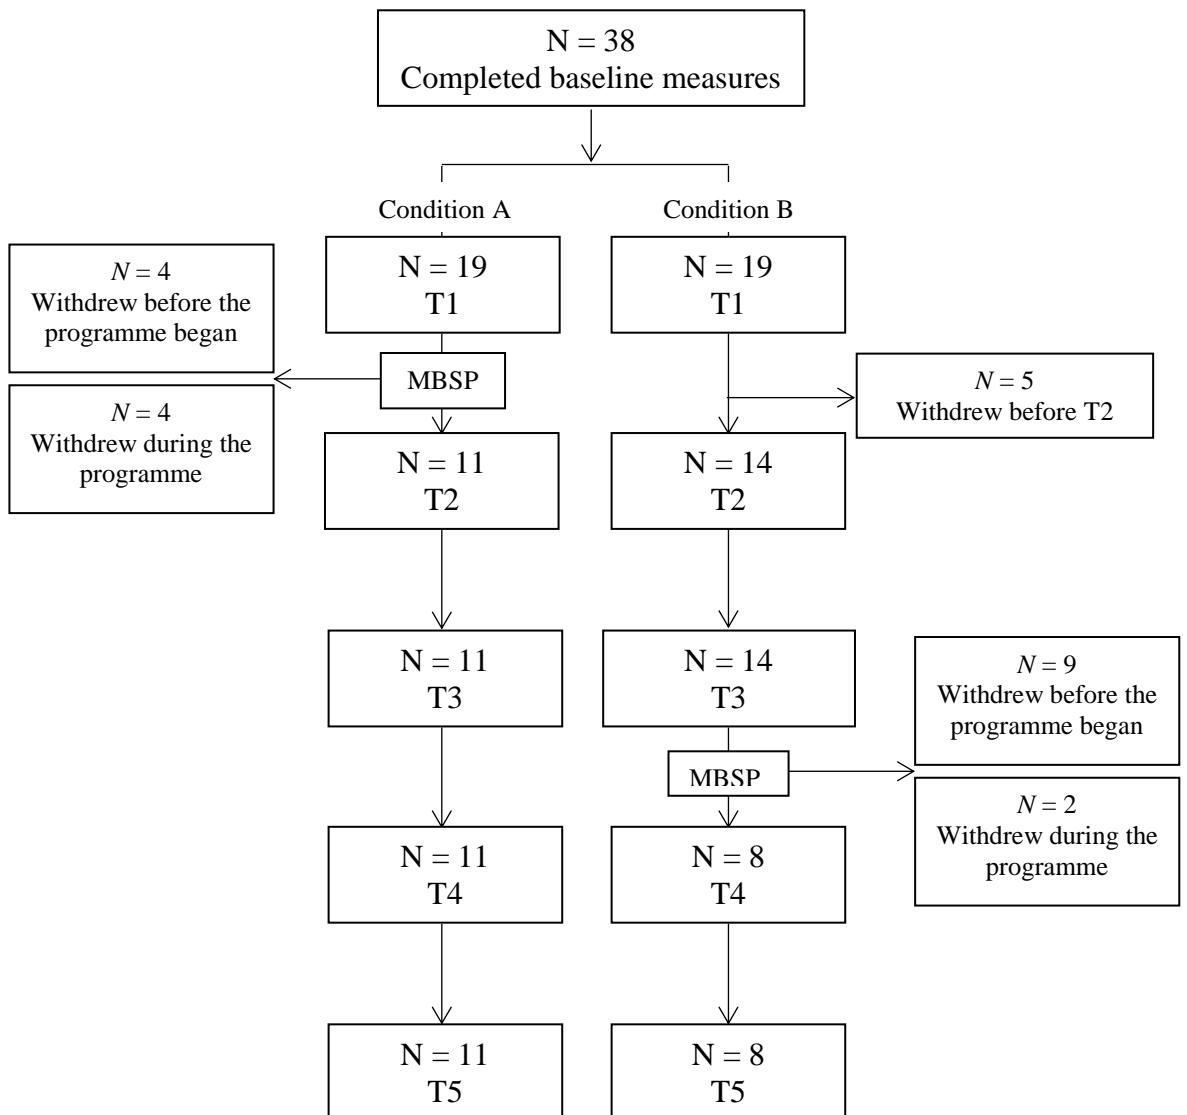 N = 38
Completed baseline measures
Condition A
Condition B
N = 4
Withdrew before the
programme began
N = 19
T1
N = 19
T1
MBSP
N = 4
Withdrew during the
programme
N = 5
Withdrew before T2
N = 11
T2
N = 14
T2
N = 11
T3
N = 14
T3
N = 9
Withdrew before the
programme began
MBSP
N = 2
Withdrew during the
programme
N = 11
T4
N = 8
T4
N = 11
T5
N = 8
T5